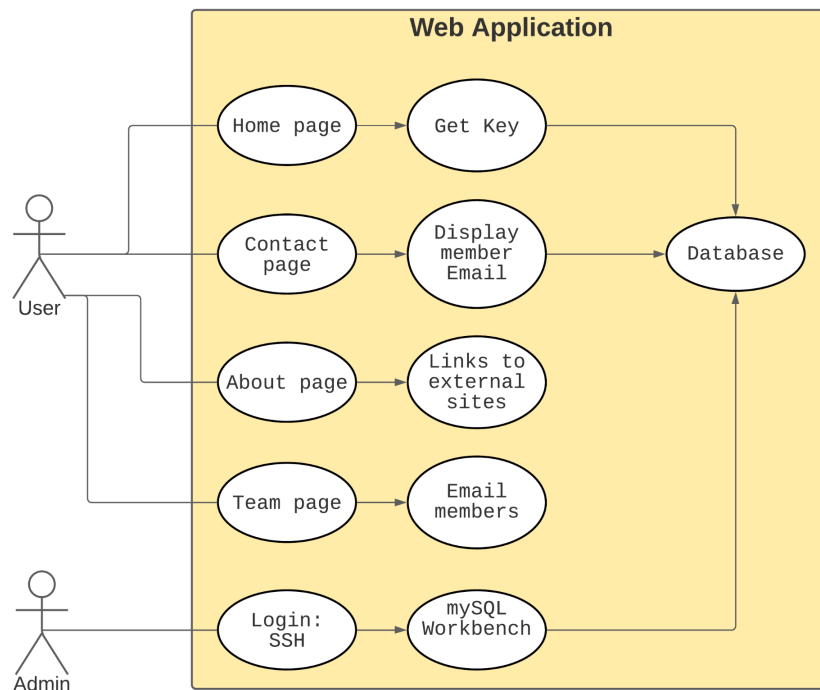 Web Application
Home page
Get Key
Contact
page
Display
member
Email
Database
User
About page
Links to
external
sites
Team page
Email
members
Login:
SSH
mySQL
Workbench
Admin